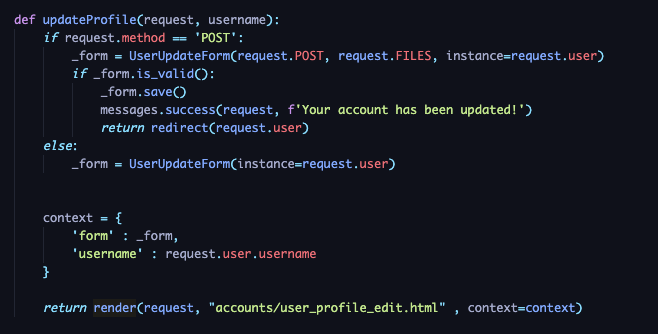 def updateProfile(request, username):
    if request.method == 'POST':
        _form = UserUpdateForm(request.POST, request.FILES, instance=request.user)
        if _form.is_valid():
            _form.save()
            messages.success(request, f'Your account has been updated!')
            return redirect(request.user)
    else:
        _form = UserUpdateForm(instance=request.user)


    context = {
        'form' : _form,
        'username' : request.user.username
    }

    return render(request, "accounts/user_profile_edit.html" , context=context)